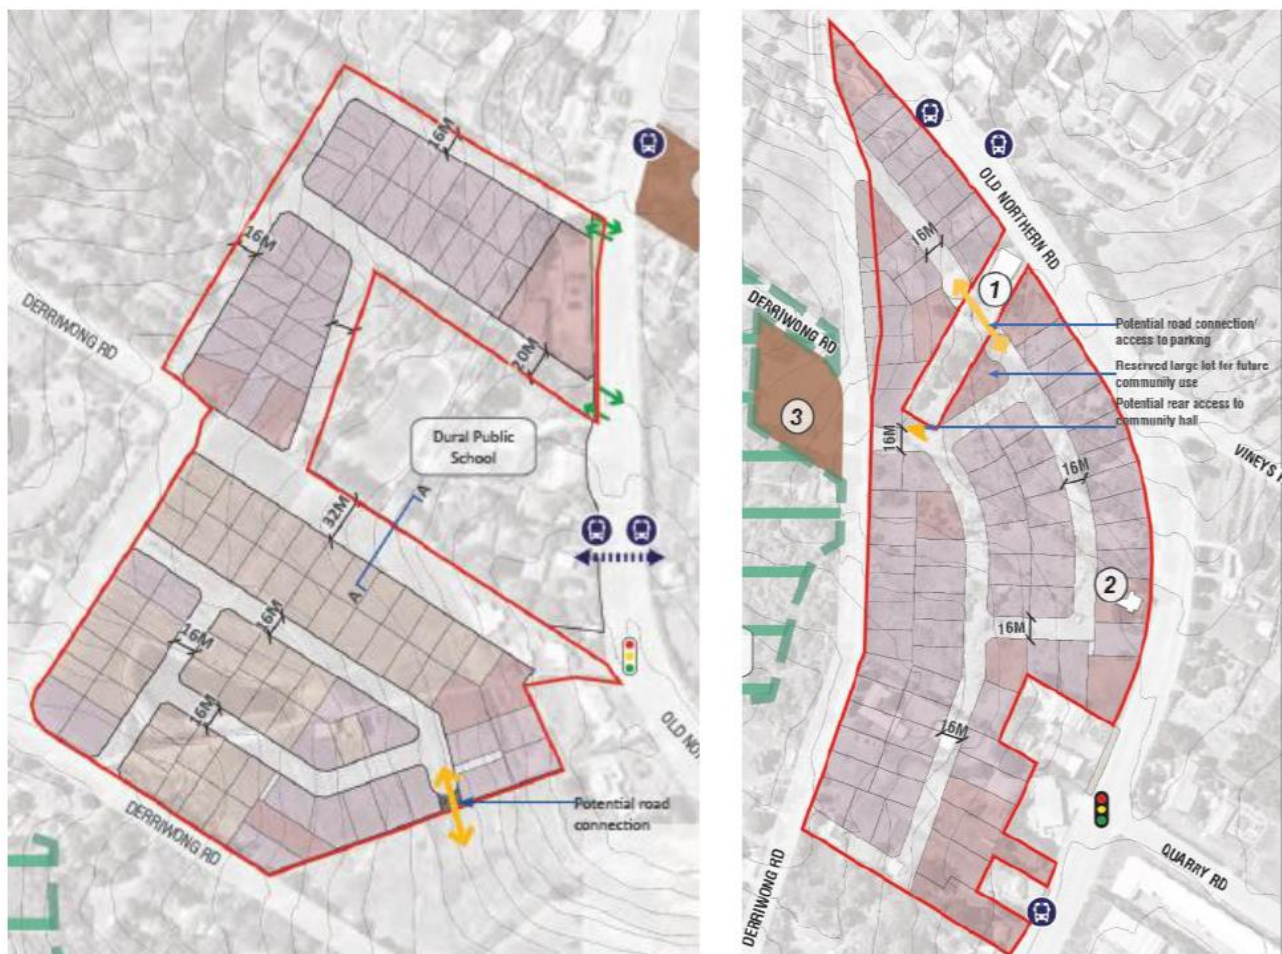 16M
16M
DERRIWONG RD
20M
Dural Public
School
A
32M
A
16M
16M
16M
OLD NO
Potential road
connection
DERRIWONG RD
OLD NORTHERN RD
16M
1
DERRIWONG RD
Potential road connection/
access to parking
Reserved large lot for future
community use
Potential rear access to
community hall
3
16M
16M
VINEYS
2
16M
16M
QUARRY RD
DERRIWONG RD